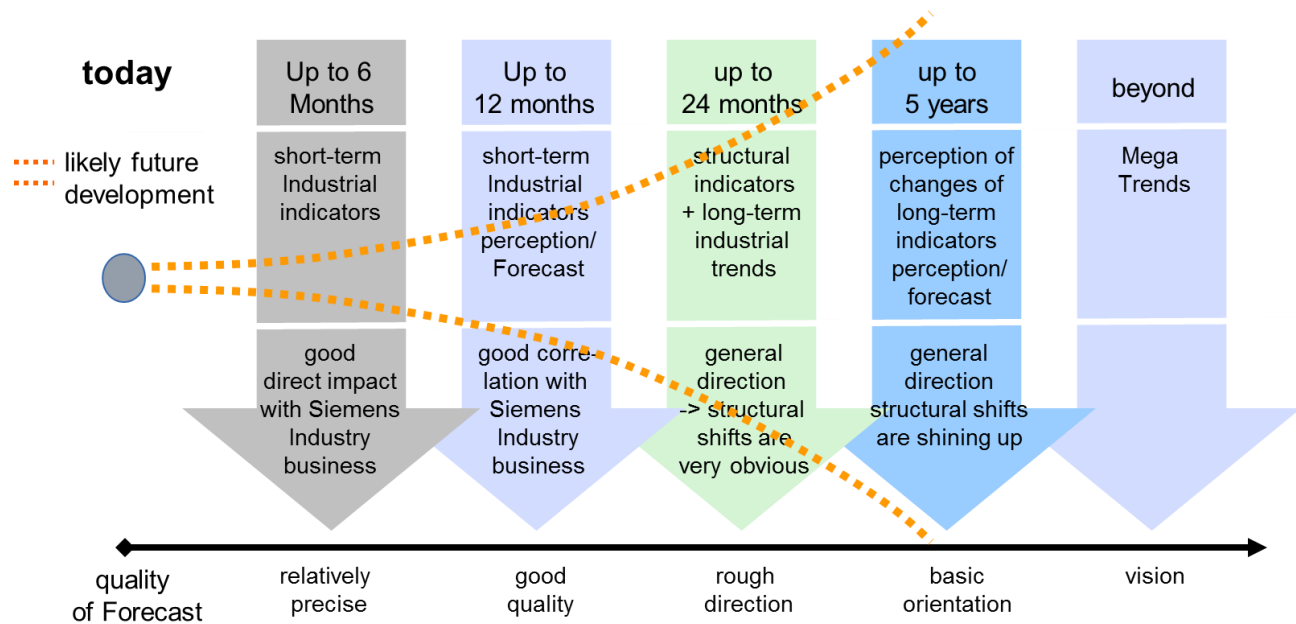 today
likely future
development
Up to 6
Months
short-term
Industrial
indicators
good
direct impact
with Siemens
Industry
business
Up to
12 months
short-term
Industrial
indicators
perception/
Forecast
good corre-
lation with
Siemens
Industry
business
up to
24 months
structural
indicators
+ long-term
industrial
trends
general
direction
-> structural
shifts are
very obvious
up to
5 years
perception of
changes of
long-term
indicators
perception/
forecast
general
direction
structural shifts
are shining up
beyond
Mega
Trends
quality
of Forecast
relatively
precise
good
quality
rough
direction
basic
orientation
vision